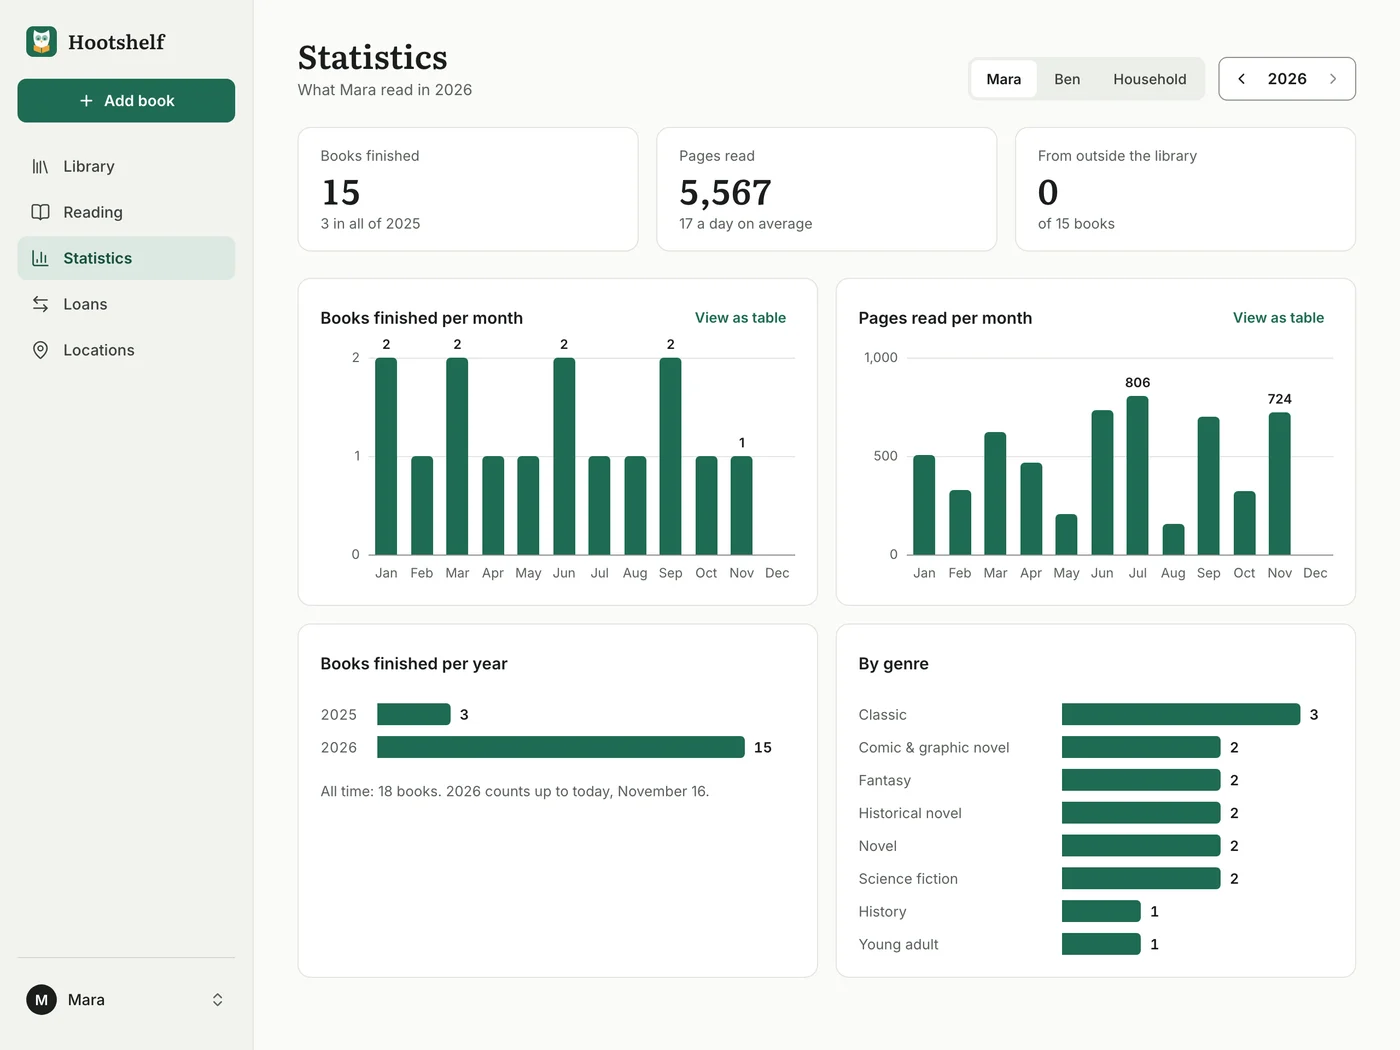 Hootshelf
Add book
Library
Reading
Statistics
Loans
Locations
M Mara
Statistics
What Mara read in 2026
Mara Ben Household
2026
Books finished
15
3 in all of 2025
Pages read
5,567
17 a day on average
From outside the library
0
of 15 books
Books finished per month View as table
2 2 2 2
2
1
1
0
Jan Feb Mar Apr May Jun Jul Aug Sep Oct Nov Dec
Pages read per month View as table
1,000
806
724
500
0
Jan Feb Mar Apr May Jun Jul Aug Sep Oct Nov Dec
Books finished per year
2025 3
2026 15
All time: 18 books. 2026 counts up to today, November 16.
By genre
Classic 3
Comic & graphic novel 2
Fantasy 2
Historical novel 2
Novel 2
Science fiction 2
History 1
Young adult 1